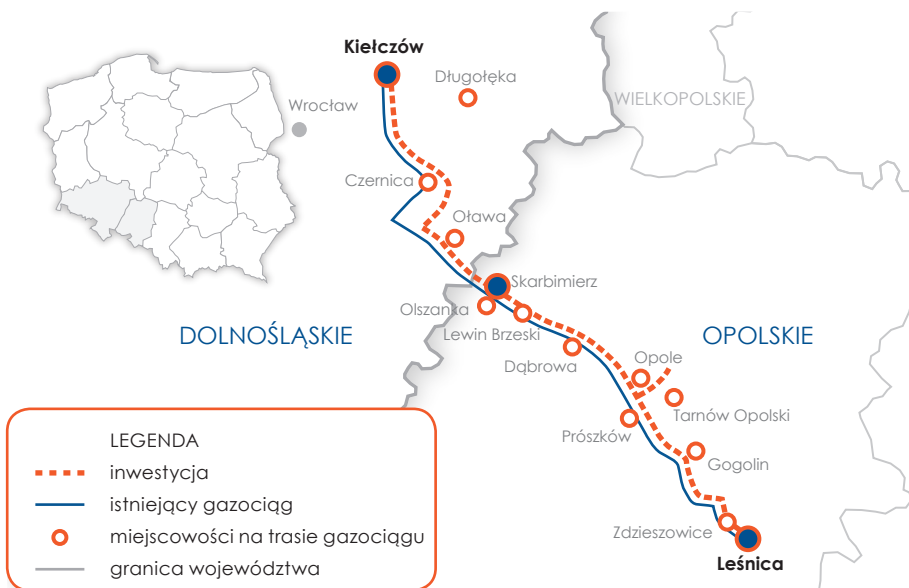 Kiełczów
Długołęka
WIELKOPOLSKIE
Wrocław
Czernica
Oława
Skarbimierz
Olszanka
DOLNOŚLĄSKIE
Lewin Brzeski
OPOLSKIE
Dąbrowa
Opole
Tarnów Opolski
Prószków
Gogolin
Zdzieszowice
Leśnica
LEGENDA
inwestycja
istniejący gazociąg
miejscowości na trasie gazociągu
granica województwa